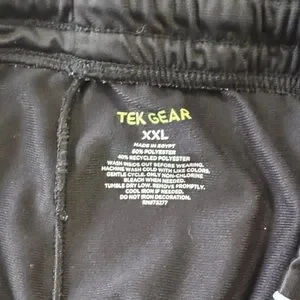 TEK GEAR
XXL
MADE IN EGYPT
60% POLYESTER
40% RECYCLED POLYESTER
WASH INSIDE OUT BEFORE WEARING.
MACHINE WASH COLD WITH LIKE COLORS,
GENTLE CYCLE. ONLY NON-CHLORINE
BLEACH WHEN NEEDED.
TUMBLE DRY LOW. REMOVE PROMPTLY.
COOL IRON IF NEEDED.
DO NOT IRON DECORATION.